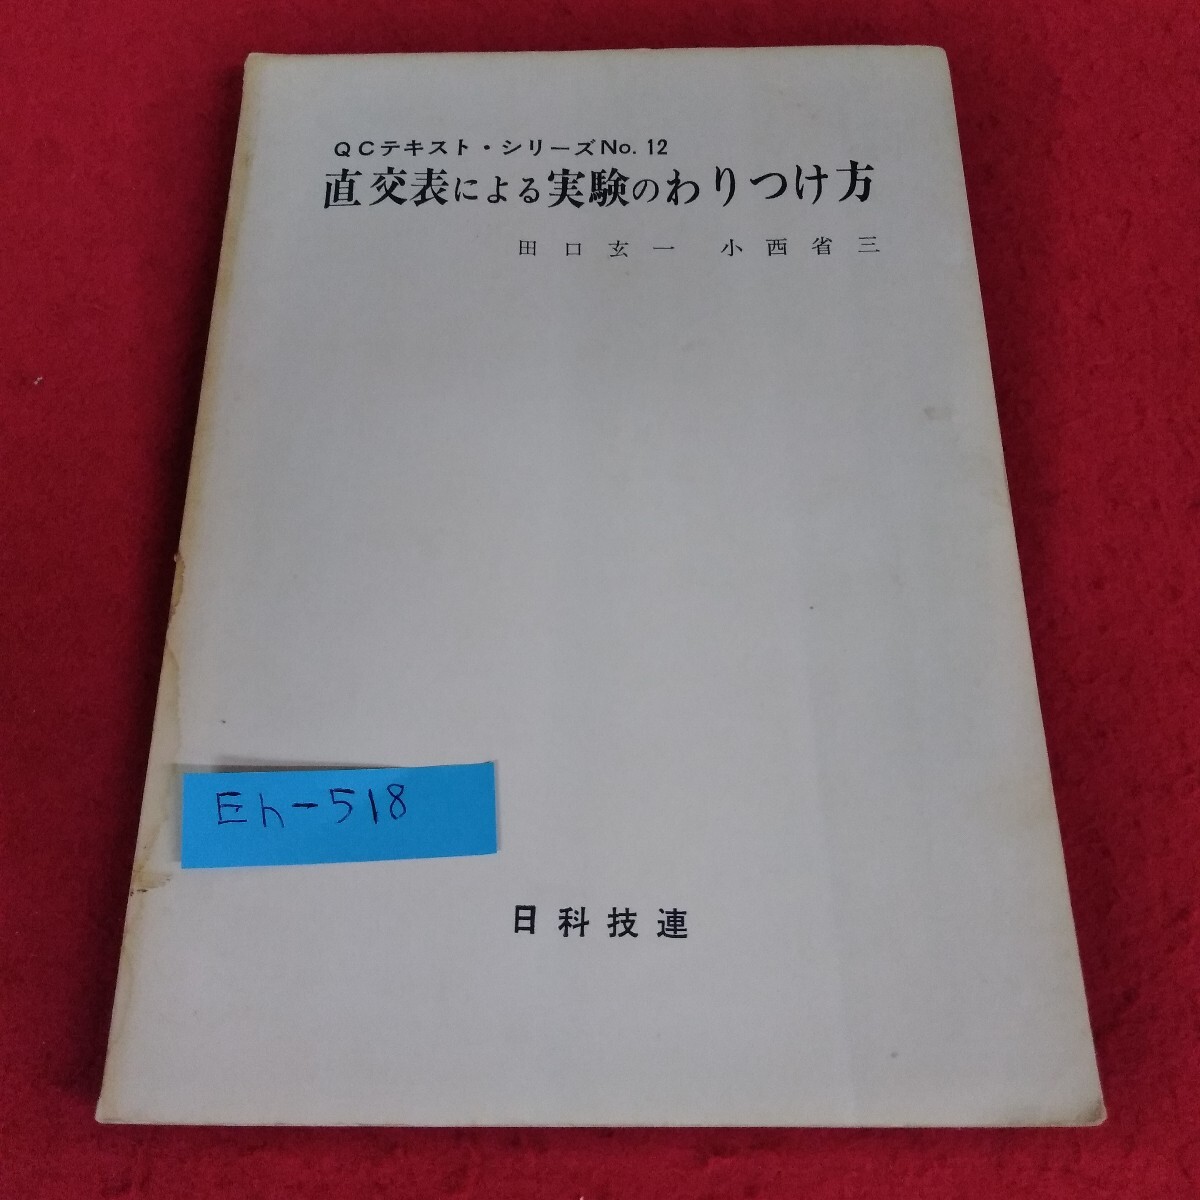 QCテキスト・シリーズNo.12
直交表による実験のわりつけ方
田口玄一 小西省三
Eh-518
日科技連